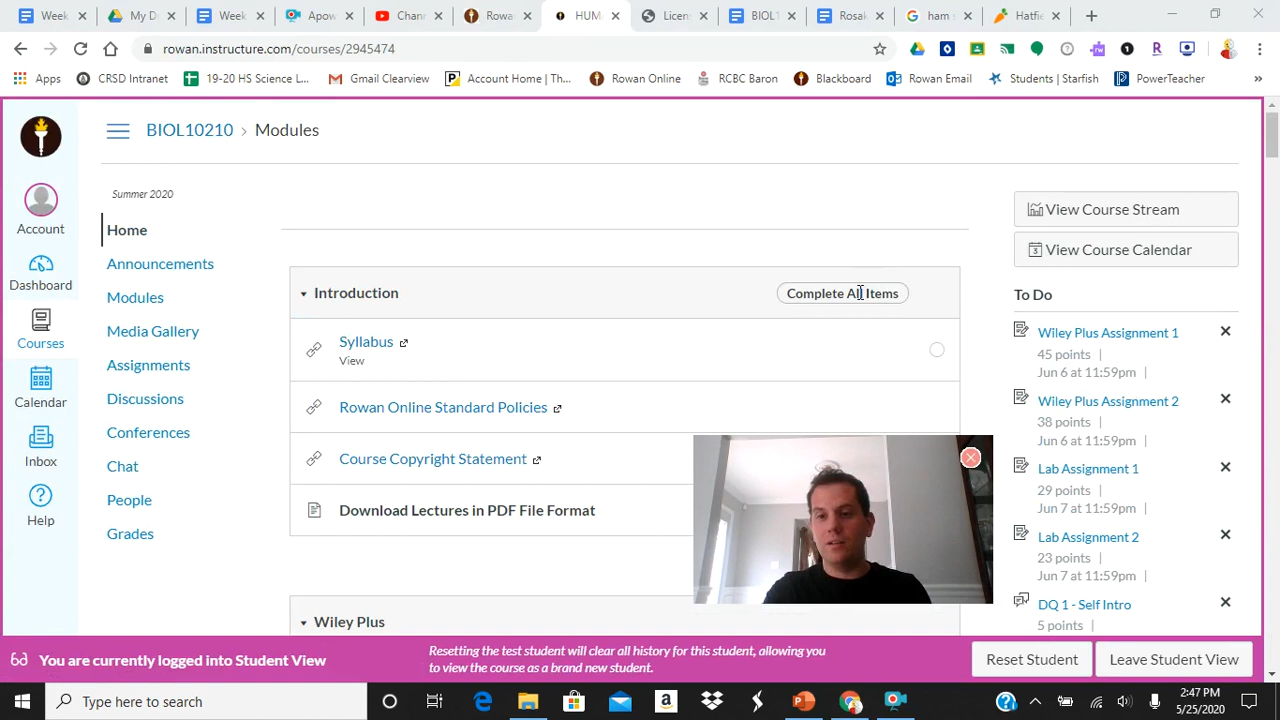 Week
My D
Week
Apow
Chann
Rowan
HUM
Licens
BIOL1
Rosak
ham s
Hatfie
rowan.instructure.com/courses/2945474
Apps
CRSD Intranet
19-20 HS Science L...
Gmail Clearview
Account Home | Th...
Rowan Online
RCBC Baron
Blackboard
Rowan Email
Students | Starfish
PowerTeacher
»
BIOL10210 › Modules
Account
Dashboard
Courses
Calendar
Inbox
Help
Summer 2020
Home
Announcements
Modules
Media Gallery
Assignments
Discussions
Conferences
Chat
People
Grades
Introduction
Complete All Items
Syllabus
View
Rowan Online Standard Policies
Course Copyright Statement
Download Lectures in PDF File Format
Wiley Plus
View Course Stream
View Course Calendar
To Do
Wiley Plus Assignment 1
45 points |
Jun 6 at 11:59pm |
Wiley Plus Assignment 2
38 points |
Jun 6 at 11:59pm |
Lab Assignment 1
29 points |
Jun 7 at 11:59pm |
Lab Assignment 2
23 points |
Jun 7 at 11:59pm |
DQ 1 - Self Intro
5 points |
You are currently logged into Student View
Resetting the test student will clear all history for this student, allowing you
to view the course as a brand new student.
Reset Student
Leave Student View
Type here to search
2:47 PM
5/25/2020